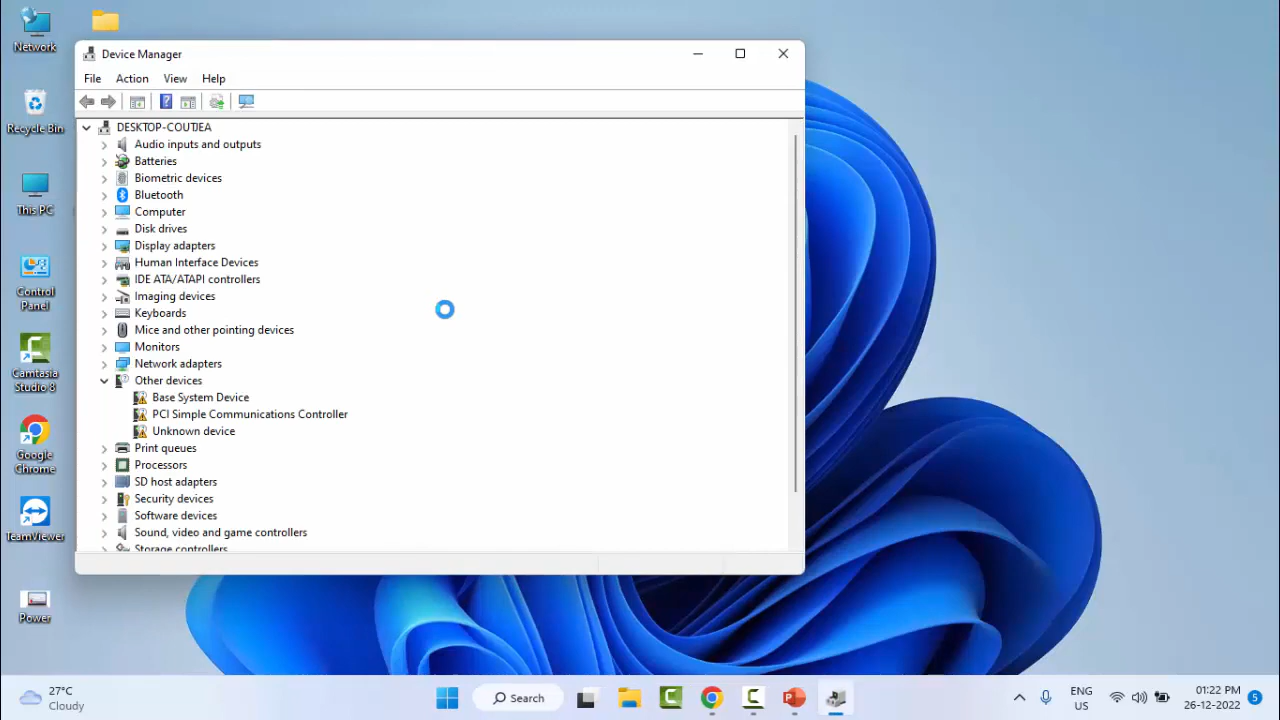 Network
Recycle Bin
This PC
Control
Panel
Camtasia
Studio 8
Google
Chrome
TeamViewer
Power
Device Manager
File Action View Help
DESKTOP-COUTJEA
Audio inputs and outputs
Batteries
Biometric devices
Bluetooth
Computer
Disk drives
Display adapters
Human Interface Devices
IDE ATA/ATAPI controllers
Imaging devices
Keyboards
Mice and other pointing devices
Monitors
Network adapters
Other devices
Base System Device
PCI Simple Communications Controller
Unknown device
Print queues
Processors
SD host adapters
Security devices
Software devices
Sound, video and game controllers
Storage controllers
27°C
Cloudy
Search
ENG
US
01:22 PM
26-12-2022
5